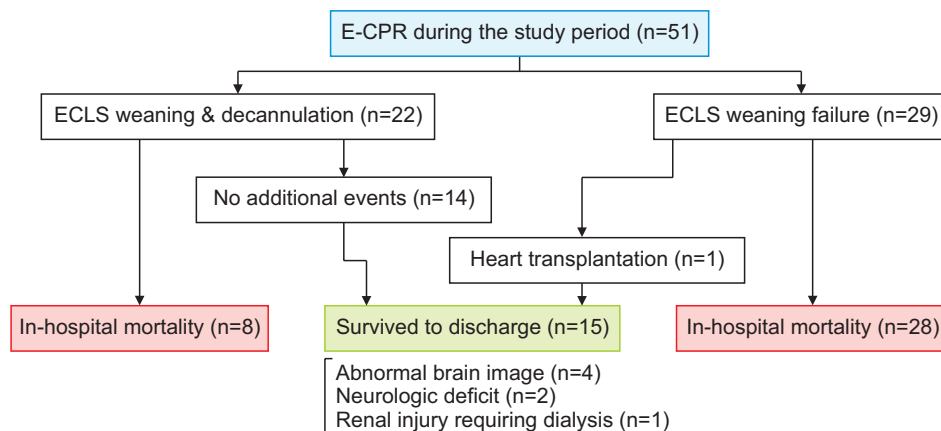 E-CPR during the study period (n=51)
ECLS weaning & decannulation (n=22)
ECLS weaning failure (n=29)
No additional events (n=14)
Heart transplantation (n=1)
In-hospital mortality (n=8)
Survived to discharge (n=15)
In-hospital mortality (n=28)
Abnormal brain image (n=4)
Neurologic deficit (n=2)
Renal injury requiring dialysis (n=1)